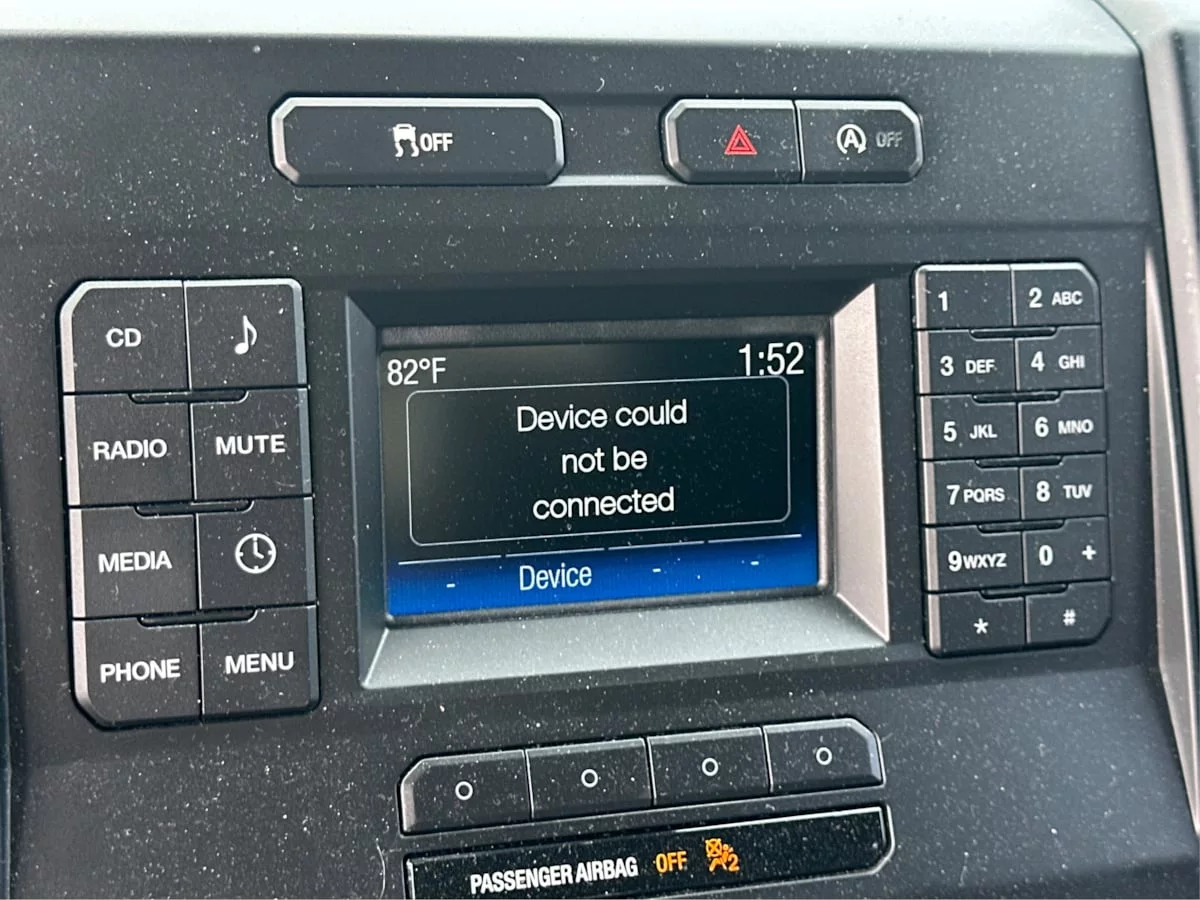 OFF
A OFF
CD
RADIO MUTE
MEDIA
PHONE MENU
82°F 1:52
Device could
not be
connected
- Device - -
1 2 ABC
3 DEF 4 GHI
5 JKL 6 MNO
7 PQRS 8 TUV
9 WXYZ 0 +
* #
PASSENGER AIRBAG OFF 2